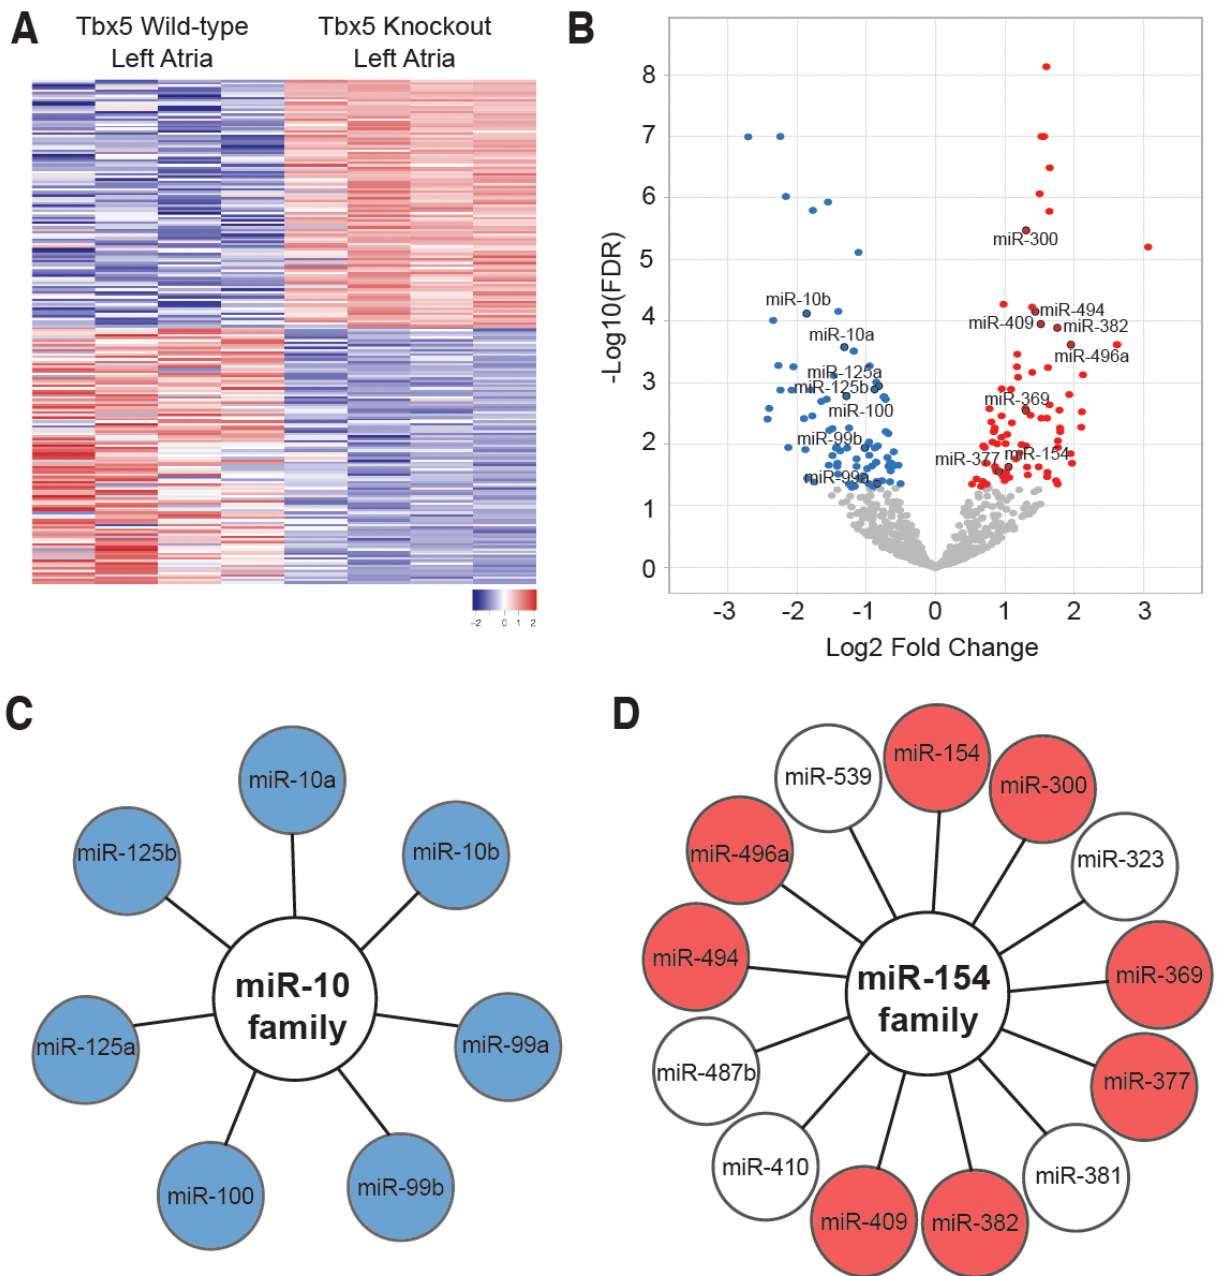 A
Tbx5 Wild-type
Left Atria
Tbx5 Knockout
Left Atria
-2
0
1
2
B
-Log10(FDR)
8
7
6
5
4
3
2
1
0
miR-300
miR-10b
miR-494
miR-409
miR-382
miR-10a
miR-496a
miR-125a
miR-125b
miR-369
miR-100
miR-99b
miR-377
miR-154
miR-99a
-3
-2
-1
0
1
2
3
Log2 Fold Change
C
miR-10a
miR-125b
miR-10b
miR-10
family
miR-125a
miR-99a
miR-100
miR-99b
D
miR-154
miR-539
miR-300
miR-496a
miR-323
miR-494
miR-154
family
miR-369
miR-487b
miR-377
miR-410
miR-381
miR-409
miR-382